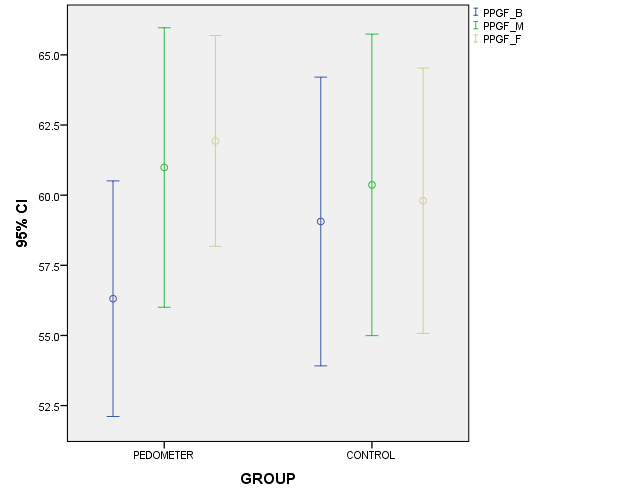 PPGF_B
PPGF_M
PPGF_F
65.0
62.5
60.0
57.5
55.0
52.5
95% CI
PEDOMETER CONTROL
GROUP